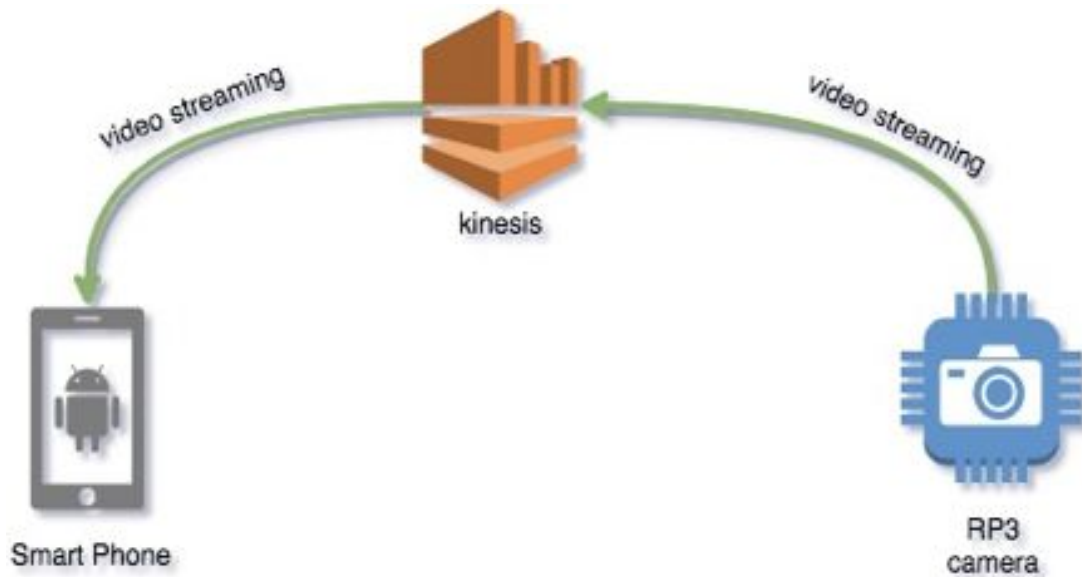 video streaming
video streaming
kinesis
Smart Phone
RP3
camera